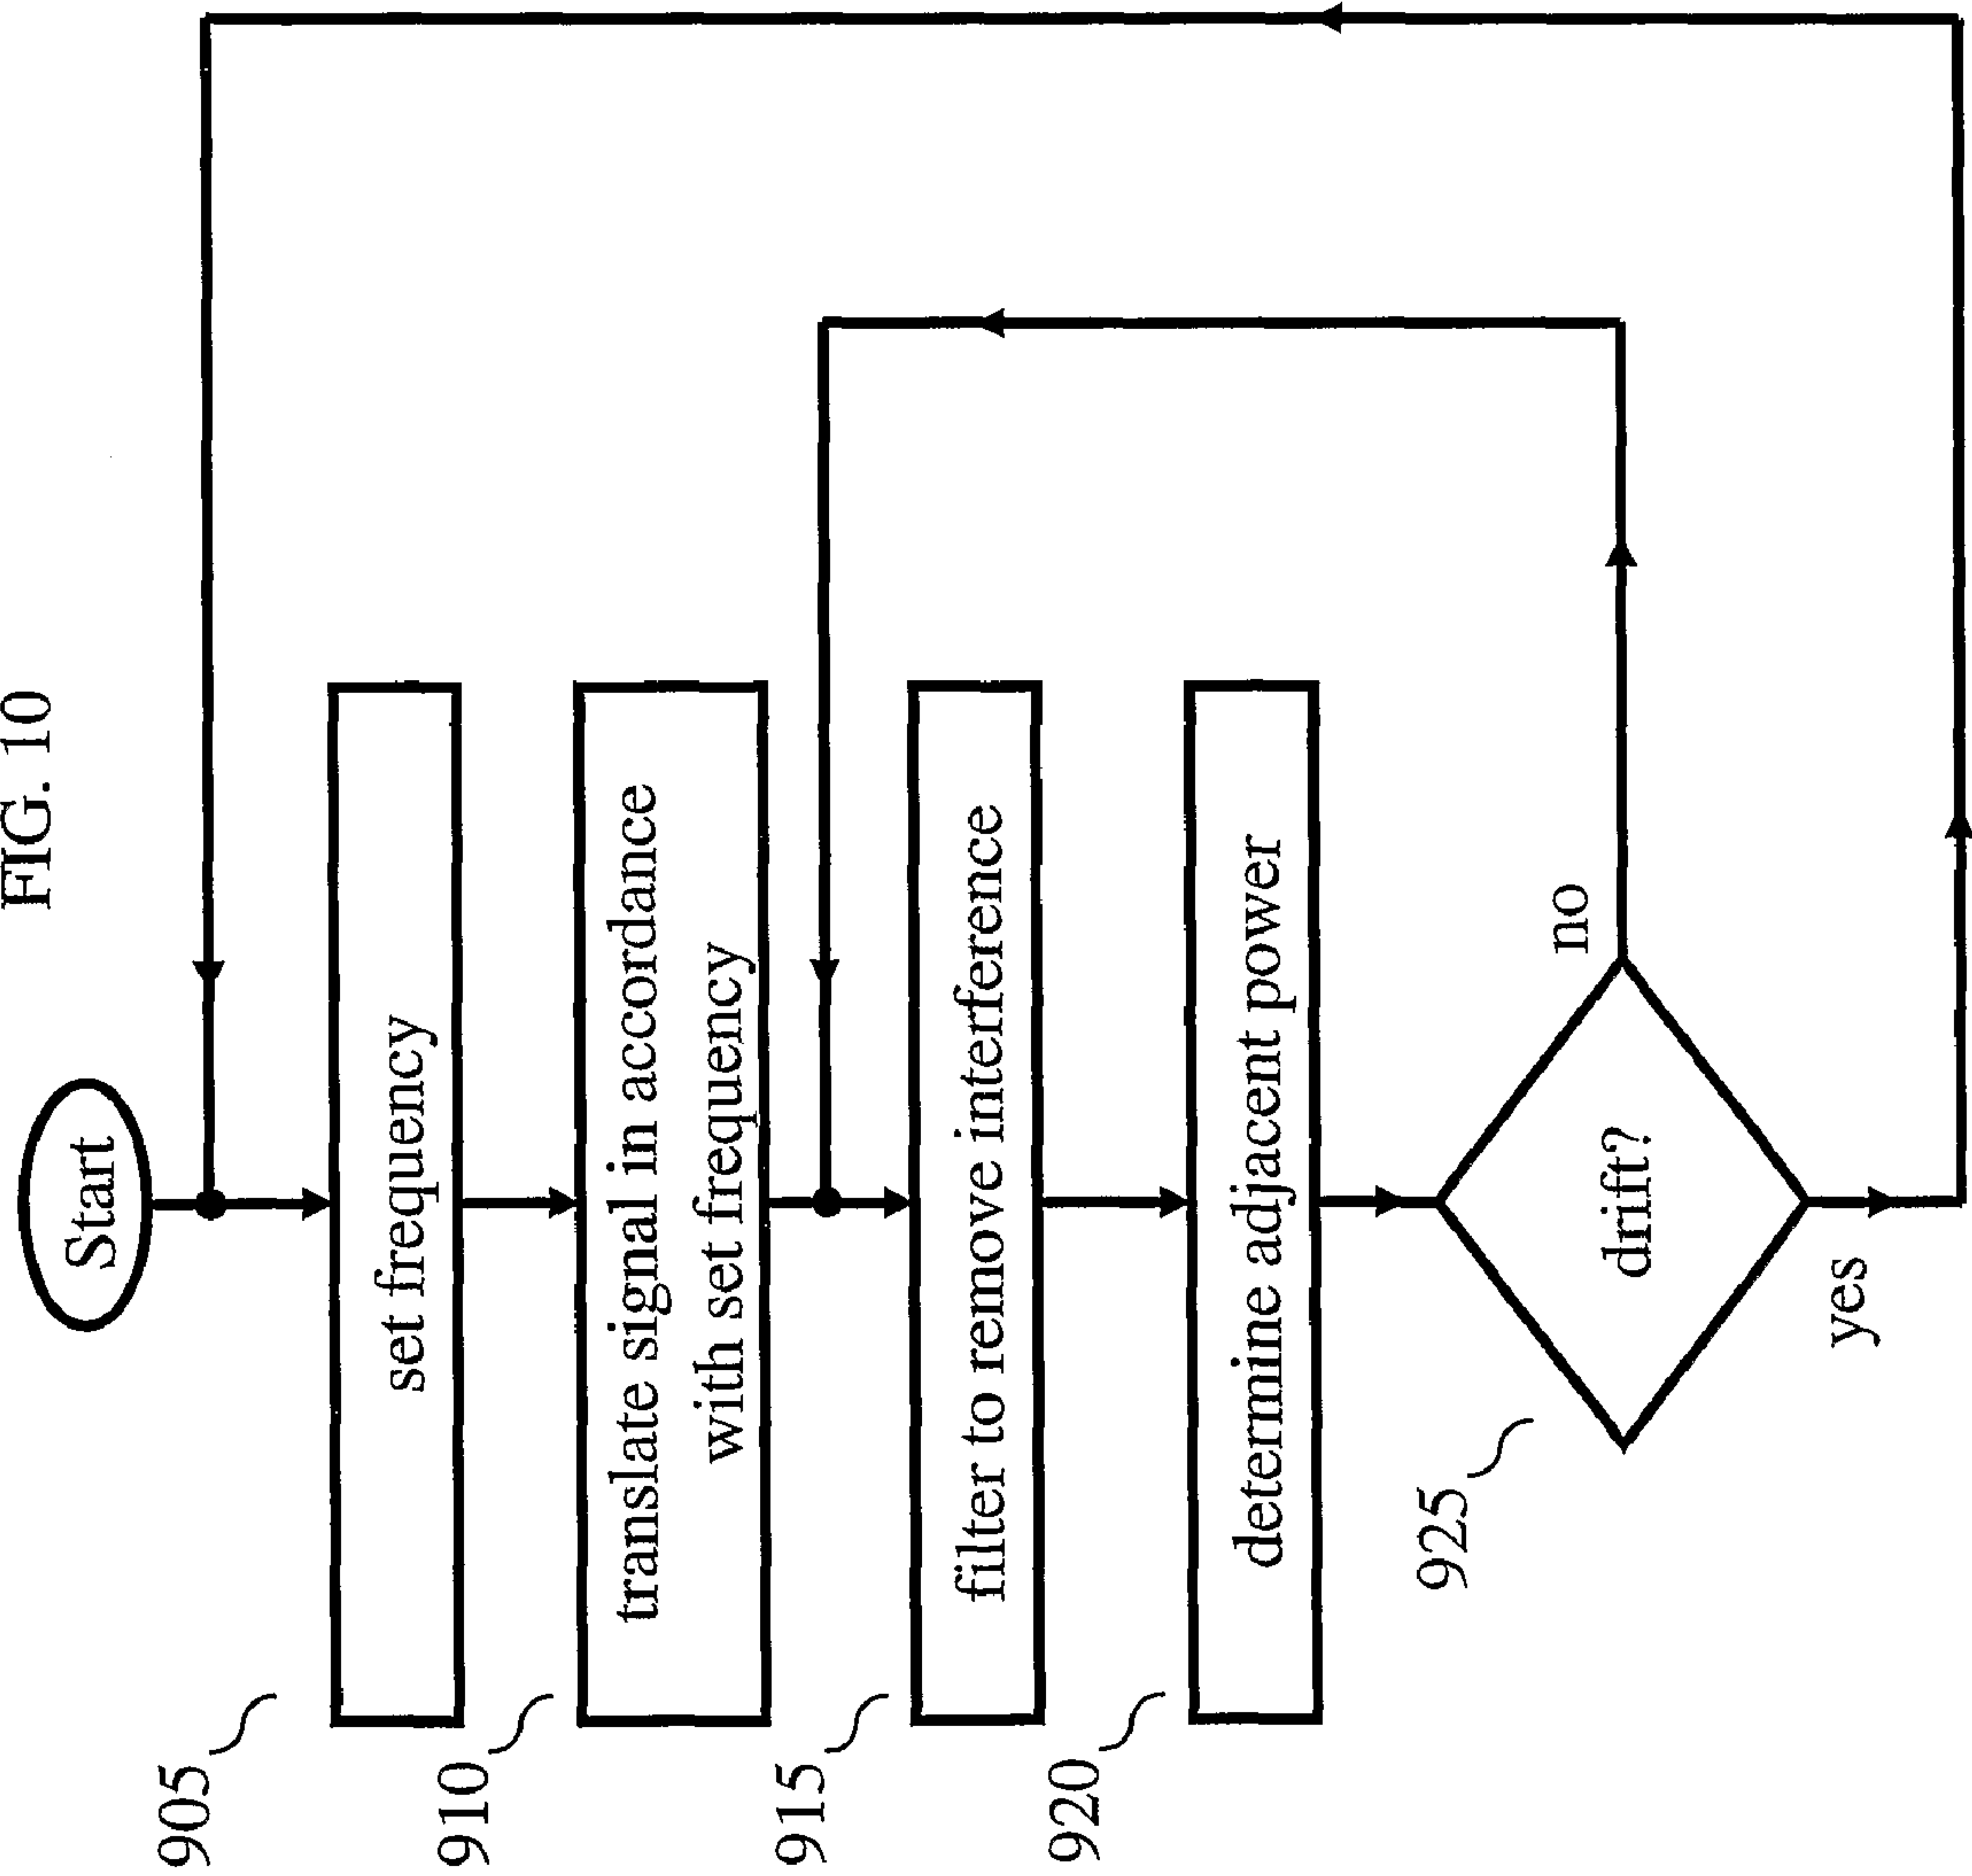 FIG. 10
Start
905
set frequency
910
translate signal in accordance
with set frequency
915
filter to remove interference
920
determine adjacent power
925
drift?
no
yes